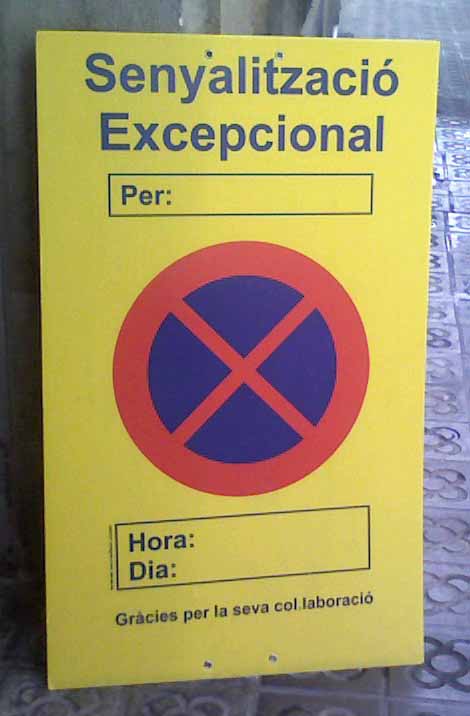 Senyalització
Excepcional
Per:
Hora:
Dia:
Gràcies per la seva col.laboració